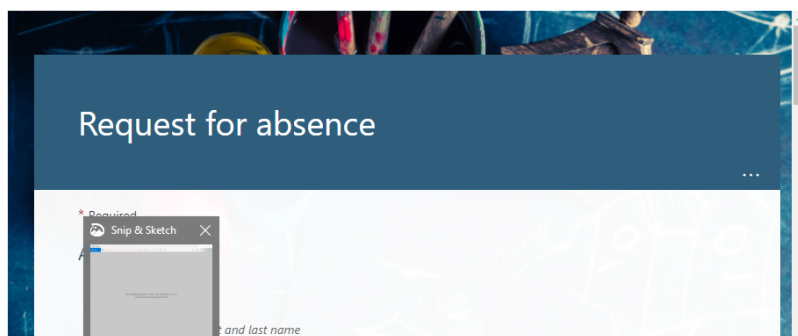 Request for absence
...
* Required
Snip & Sketch
and last name